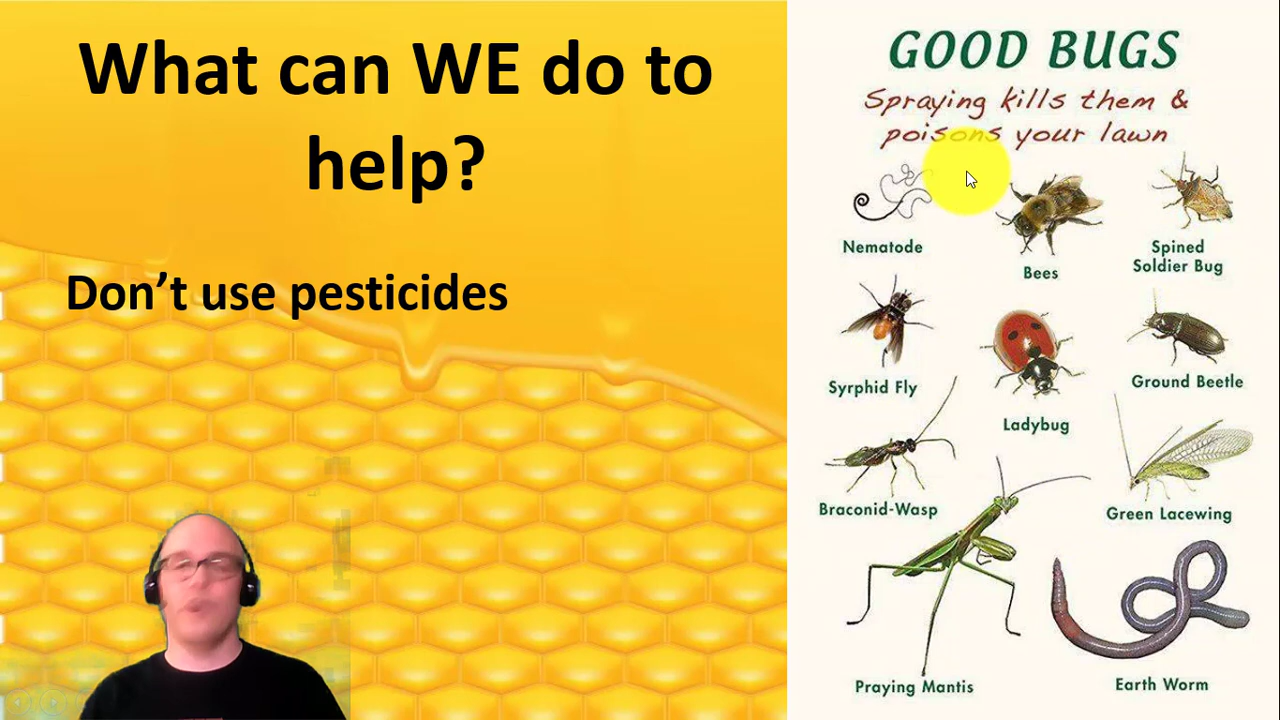 What can WE do to
help?
Don’t use pesticides
GOOD BUGS
Spraying kills them &
poisons your lawn
Nematode
Bees
Spined
Soldier Bug
Syrphid Fly
Ladybug
Ground Beetle
Braconid-Wasp
Green Lacewing
Praying Mantis
Earth Worm